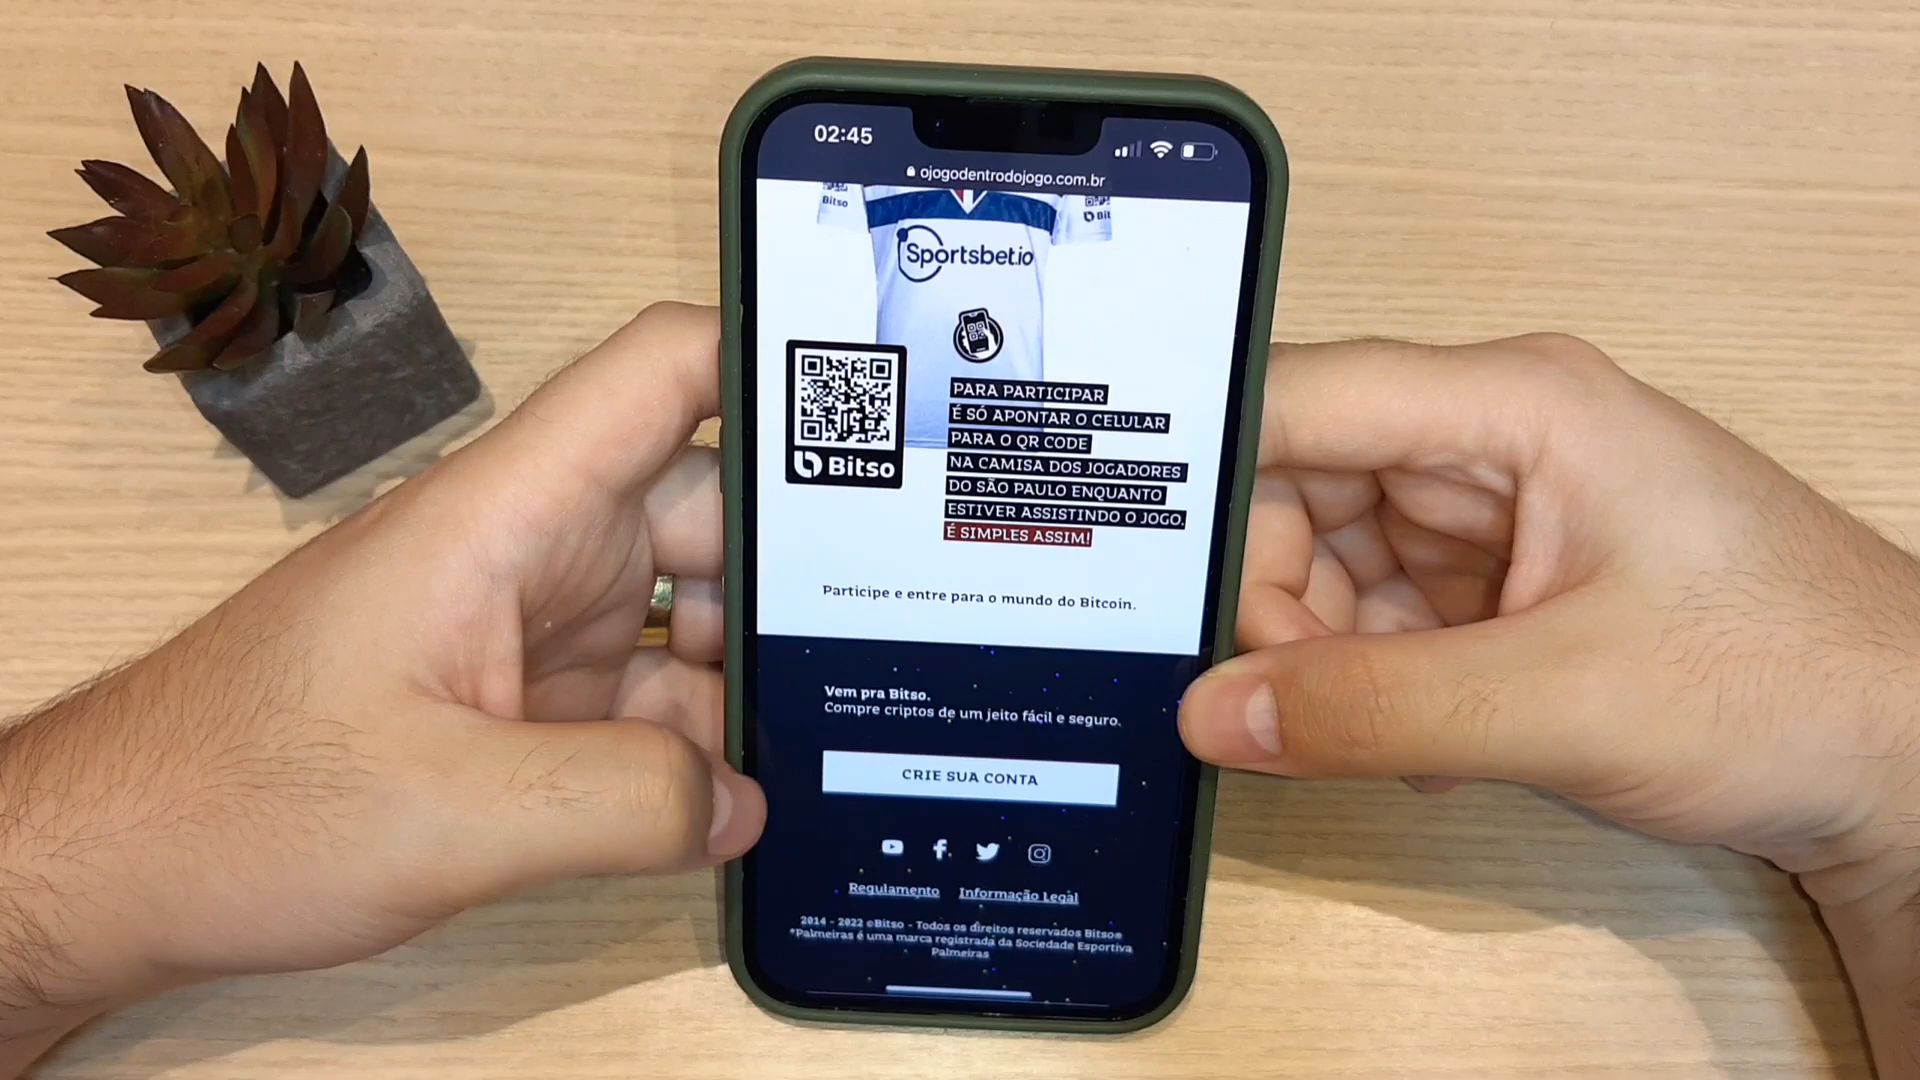 02:45
ojogodentrodojogo.com.br
Bitso
Bit
Sportsbet.io
Bitso
PARA PARTICIPAR
É SÓ APONTAR O CELULAR
PARA O QR CODE
NA CAMISA DOS JOGADORES
DO SÃO PAULO ENQUANTO
ESTIVER ASSISTINDO O JOGO.
É SIMPLES ASSIM!
Participe e entre para o mundo do Bitcoin.
Vem pra Bitso.
Compre criptos de um jeito fácil e seguro.
CRIE SUA CONTA
Regulamento Informação Legal
2014 - 2022 ©Bitso - Todos os direitos reservados Bitso®
*Palmeiras é uma marca registrada da Sociedade Esportiva
Palmeiras